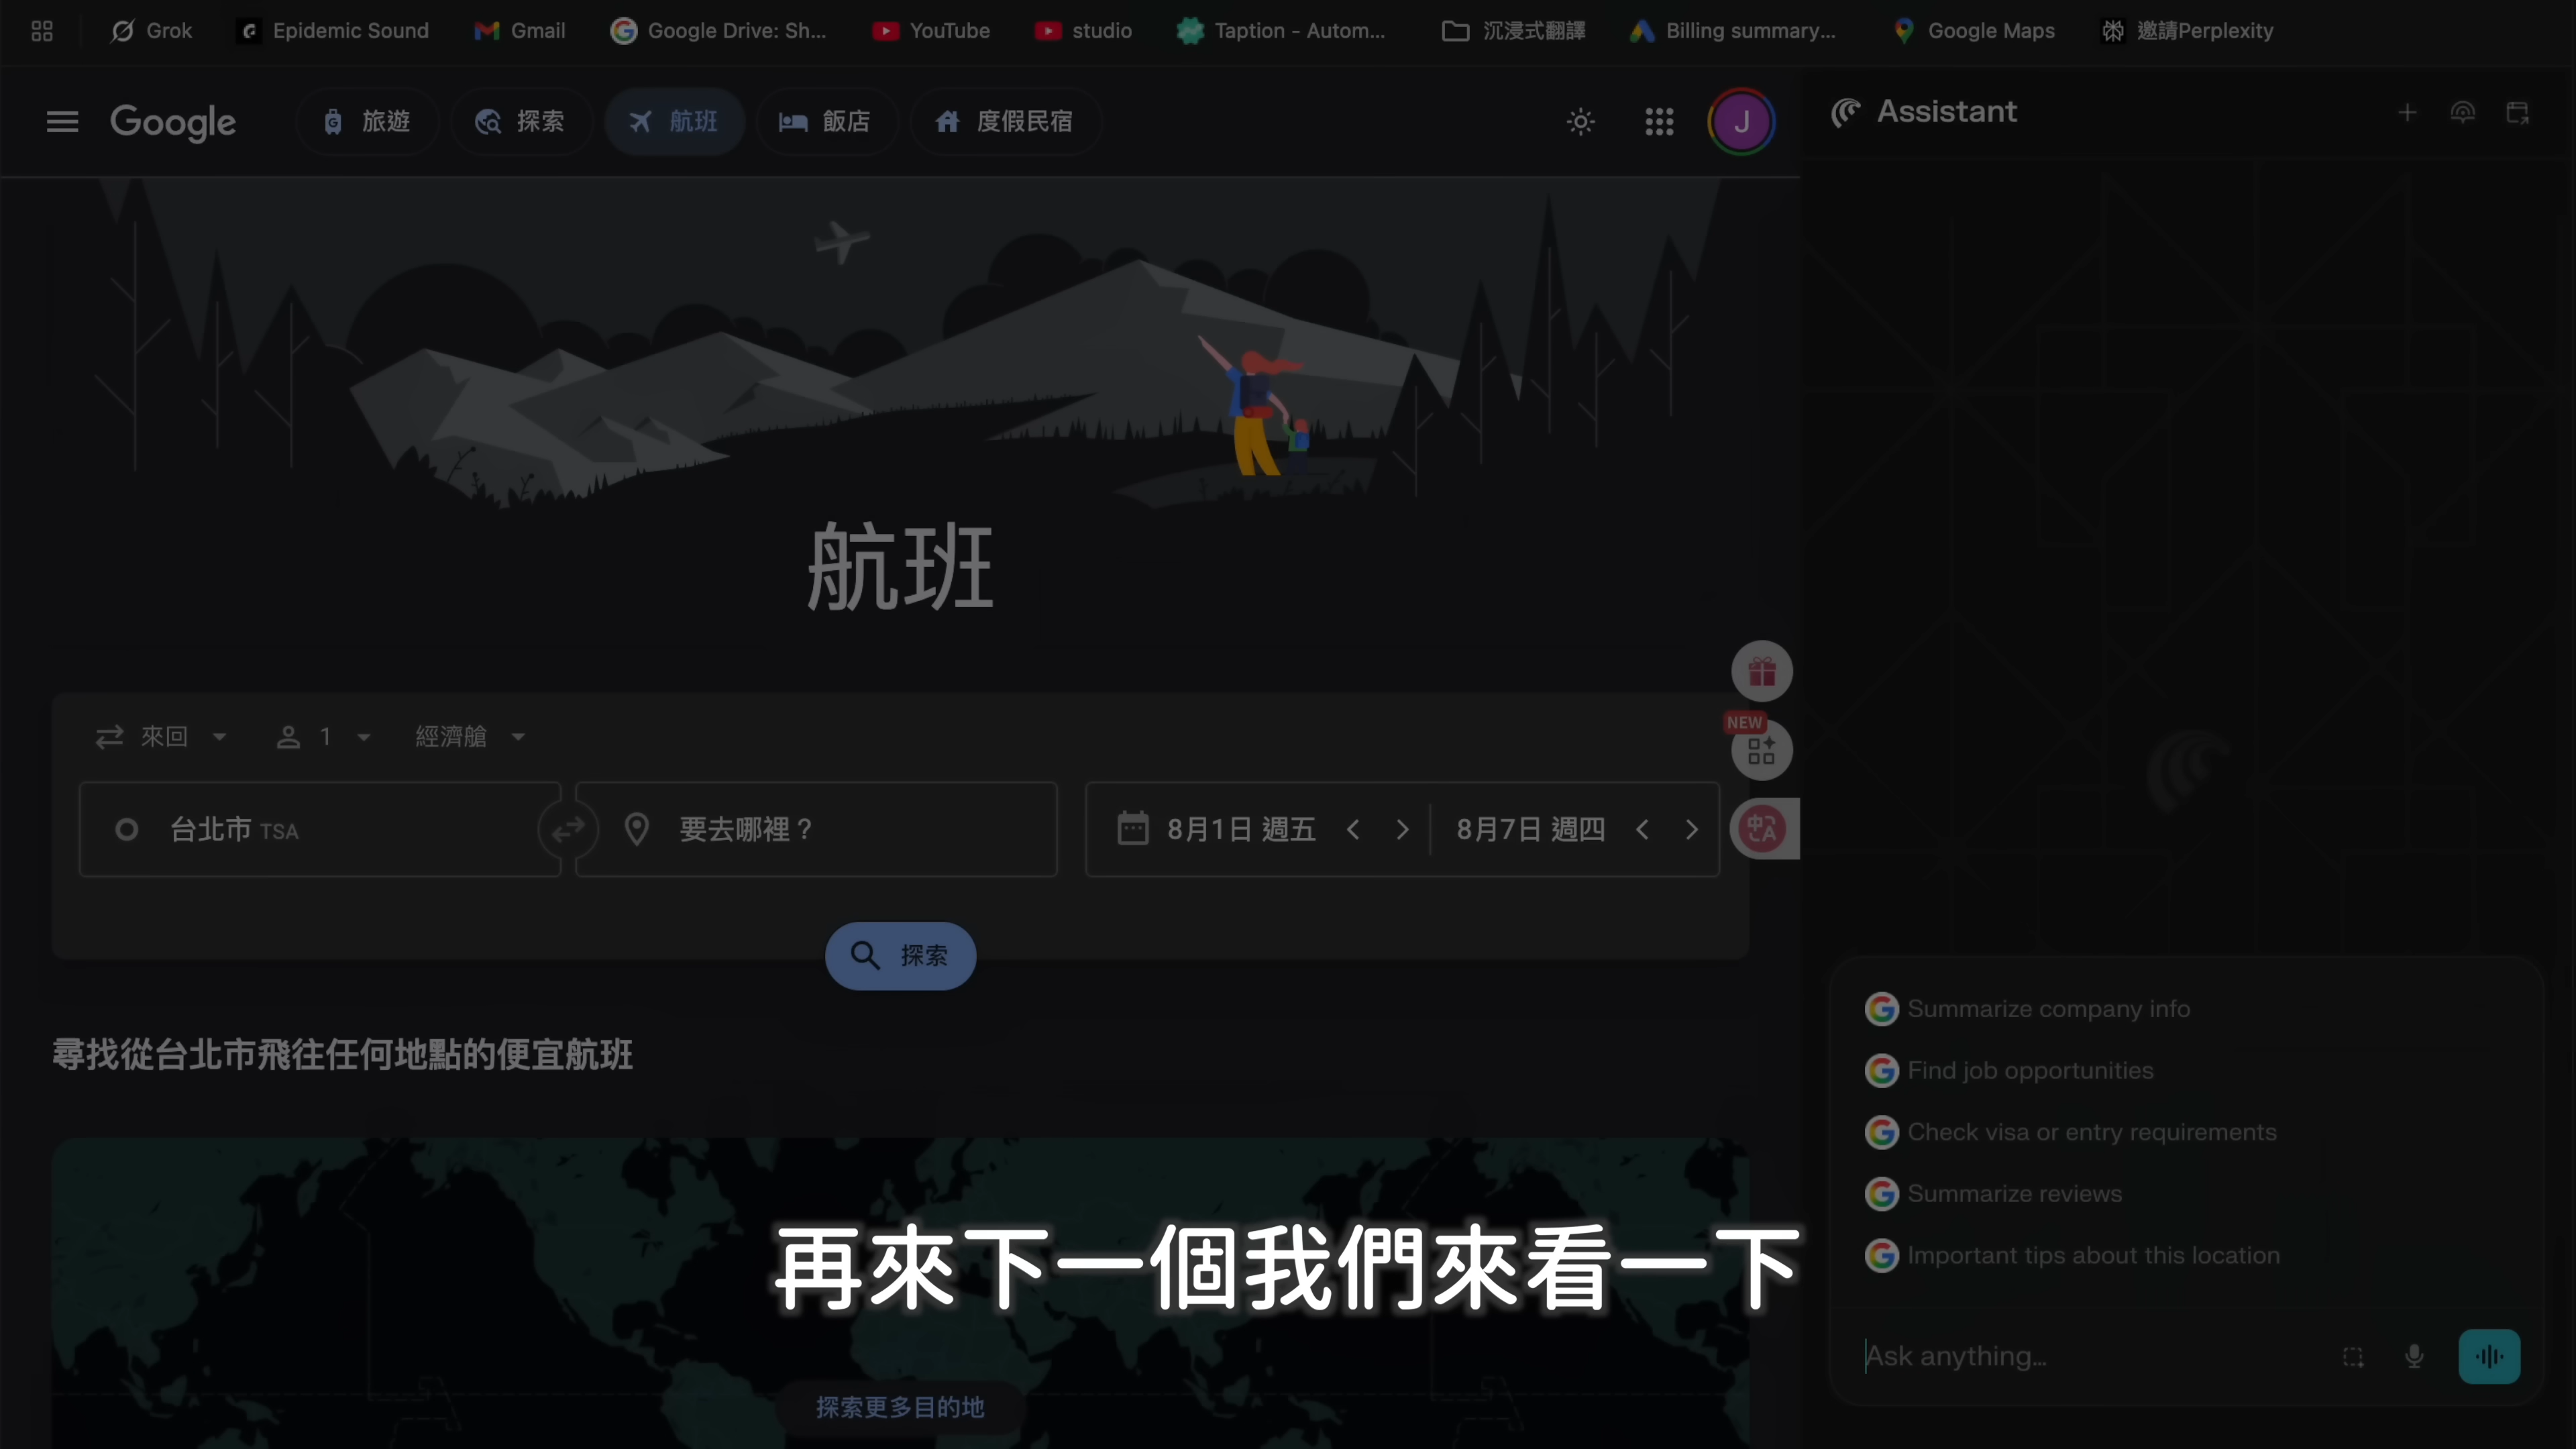 Grok
Epidemic Sound
Gmail
Google Drive: Sh...
YouTube
studio
Taption - Autom...
沉浸式翻譯
Billing summary...
Google Maps
邀請Perplexity
Google
旅遊
探索
航班
飯店
度假民宿
J
Assistant
航班
來回
1
經濟艙
NEW
台北市 TSA
要去哪裡？
8月1日 週五
8月7日 週四
中A
探索
尋找從台北市飛往任何地點的便宜航班
Summarize company info
Find job opportunities
Check visa or entry requirements
Summarize reviews
Important tips about this location
再來下一個我們來看一下
Ask anything...
探索更多目的地